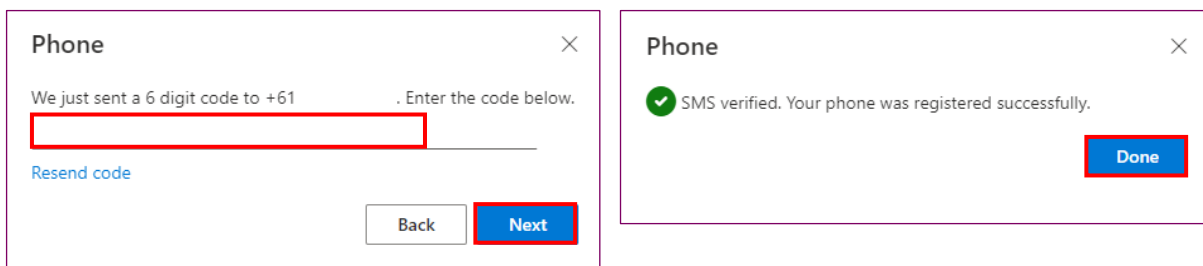 Phone
We just sent a 6 digit code to +61 . Enter the code below.
Resend code
Back Next
Phone
SMS verified. Your phone was registered successfully.
Done